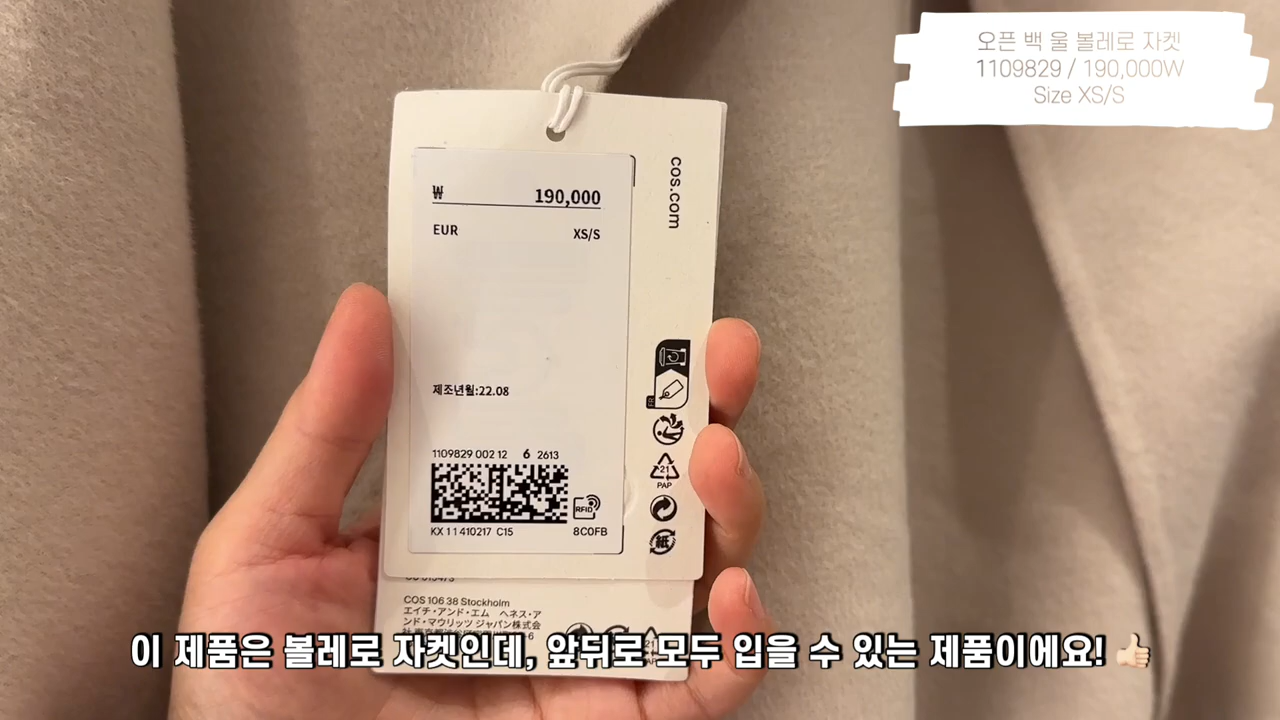 오픈 백 울 볼레로 자켓
1109829 / 190,000W
Size XS/S
cos.com
₩ 190,000
EUR XS/S
제조년월:22.08
1109829 002 12 6 2613
RFID
KX 1 1 410217 C15 8C0FB
FR
21
PAP
紙
COS 106 38 Stockholm
エイチ・アンド・エム ヘネス・ア
ンド・マウリッツ ジャパン株式会
이 제품은 볼레로 자켓인데, 앞뒤로 모두 입을 수 있는 제품이에요! 👍🏻